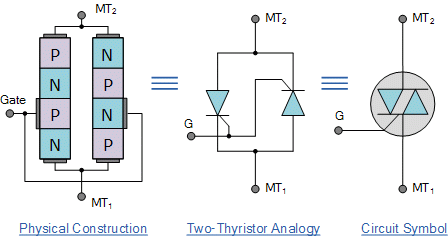 MT2
MT2
MT2
P
N
N
P
Gate
P
N
G
G
N
P
MT1
MT1
MT1
Physical Construction
Two-Thyristor Analogy
Circuit Symbol